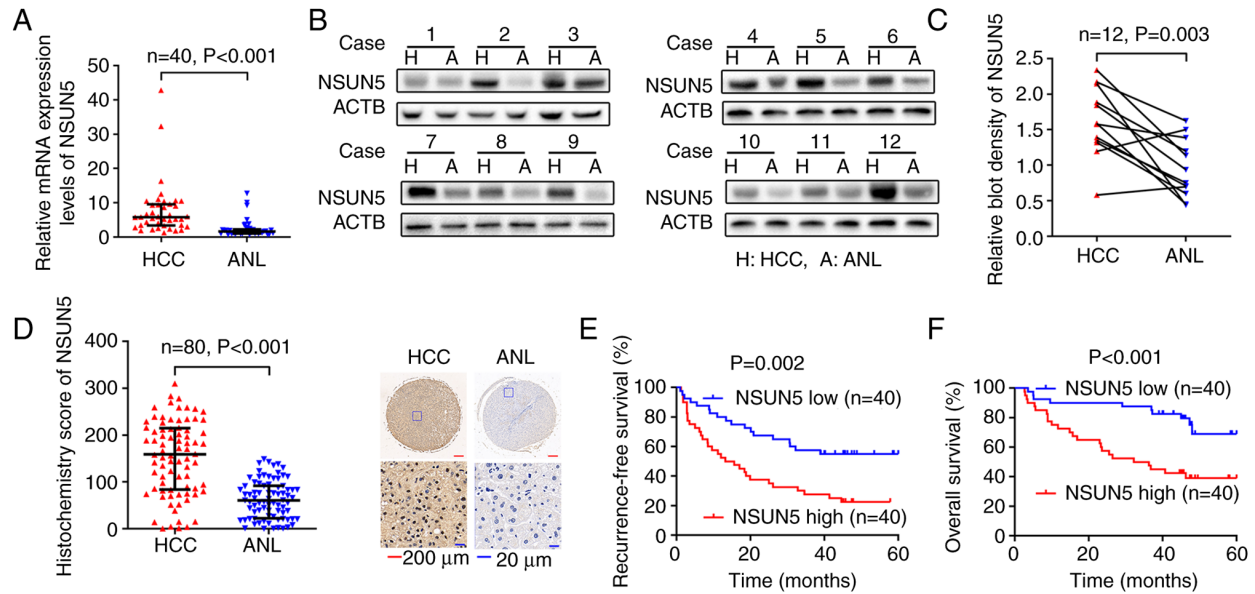 A
n=40, P<0.001
Relative mRNA expression
levels of NSUN5
50
40
30
20
10
0
HCC
ANL
B
Case
1
2
3
H
A
H
A
H
A
NSUN5
ACTB
Case
4
5
6
H
A
H
A
H
A
NSUN5
ACTB
Case
7
8
9
H
A
H
A
H
A
NSUN5
ACTB
Case
10
11
12
H
A
H
A
H
A
NSUN5
ACTB
H: HCC, A: ANL
C
n=12, P=0.003
Relative blot density of NSUN5
2.5
2.0
1.5
1.0
0.5
0.0
HCC
ANL
D
n=80, P<0.001
Histochemistry score of NSUN5
400
300
200
100
0
HCC
ANL
HCC
ANL
200 μm
20 μm
E
P=0.002
Recurrence-free survival (%)
100
80
60
40
20
0
NSUN5 low (n=40)
NSUN5 high (n=40)
0
20
40
60
Time (months)
F
P<0.001
Overall survival (%)
100
80
60
40
20
0
NSUN5 low (n=40)
NSUN5 high (n=40)
0
20
40
60
Time (months)